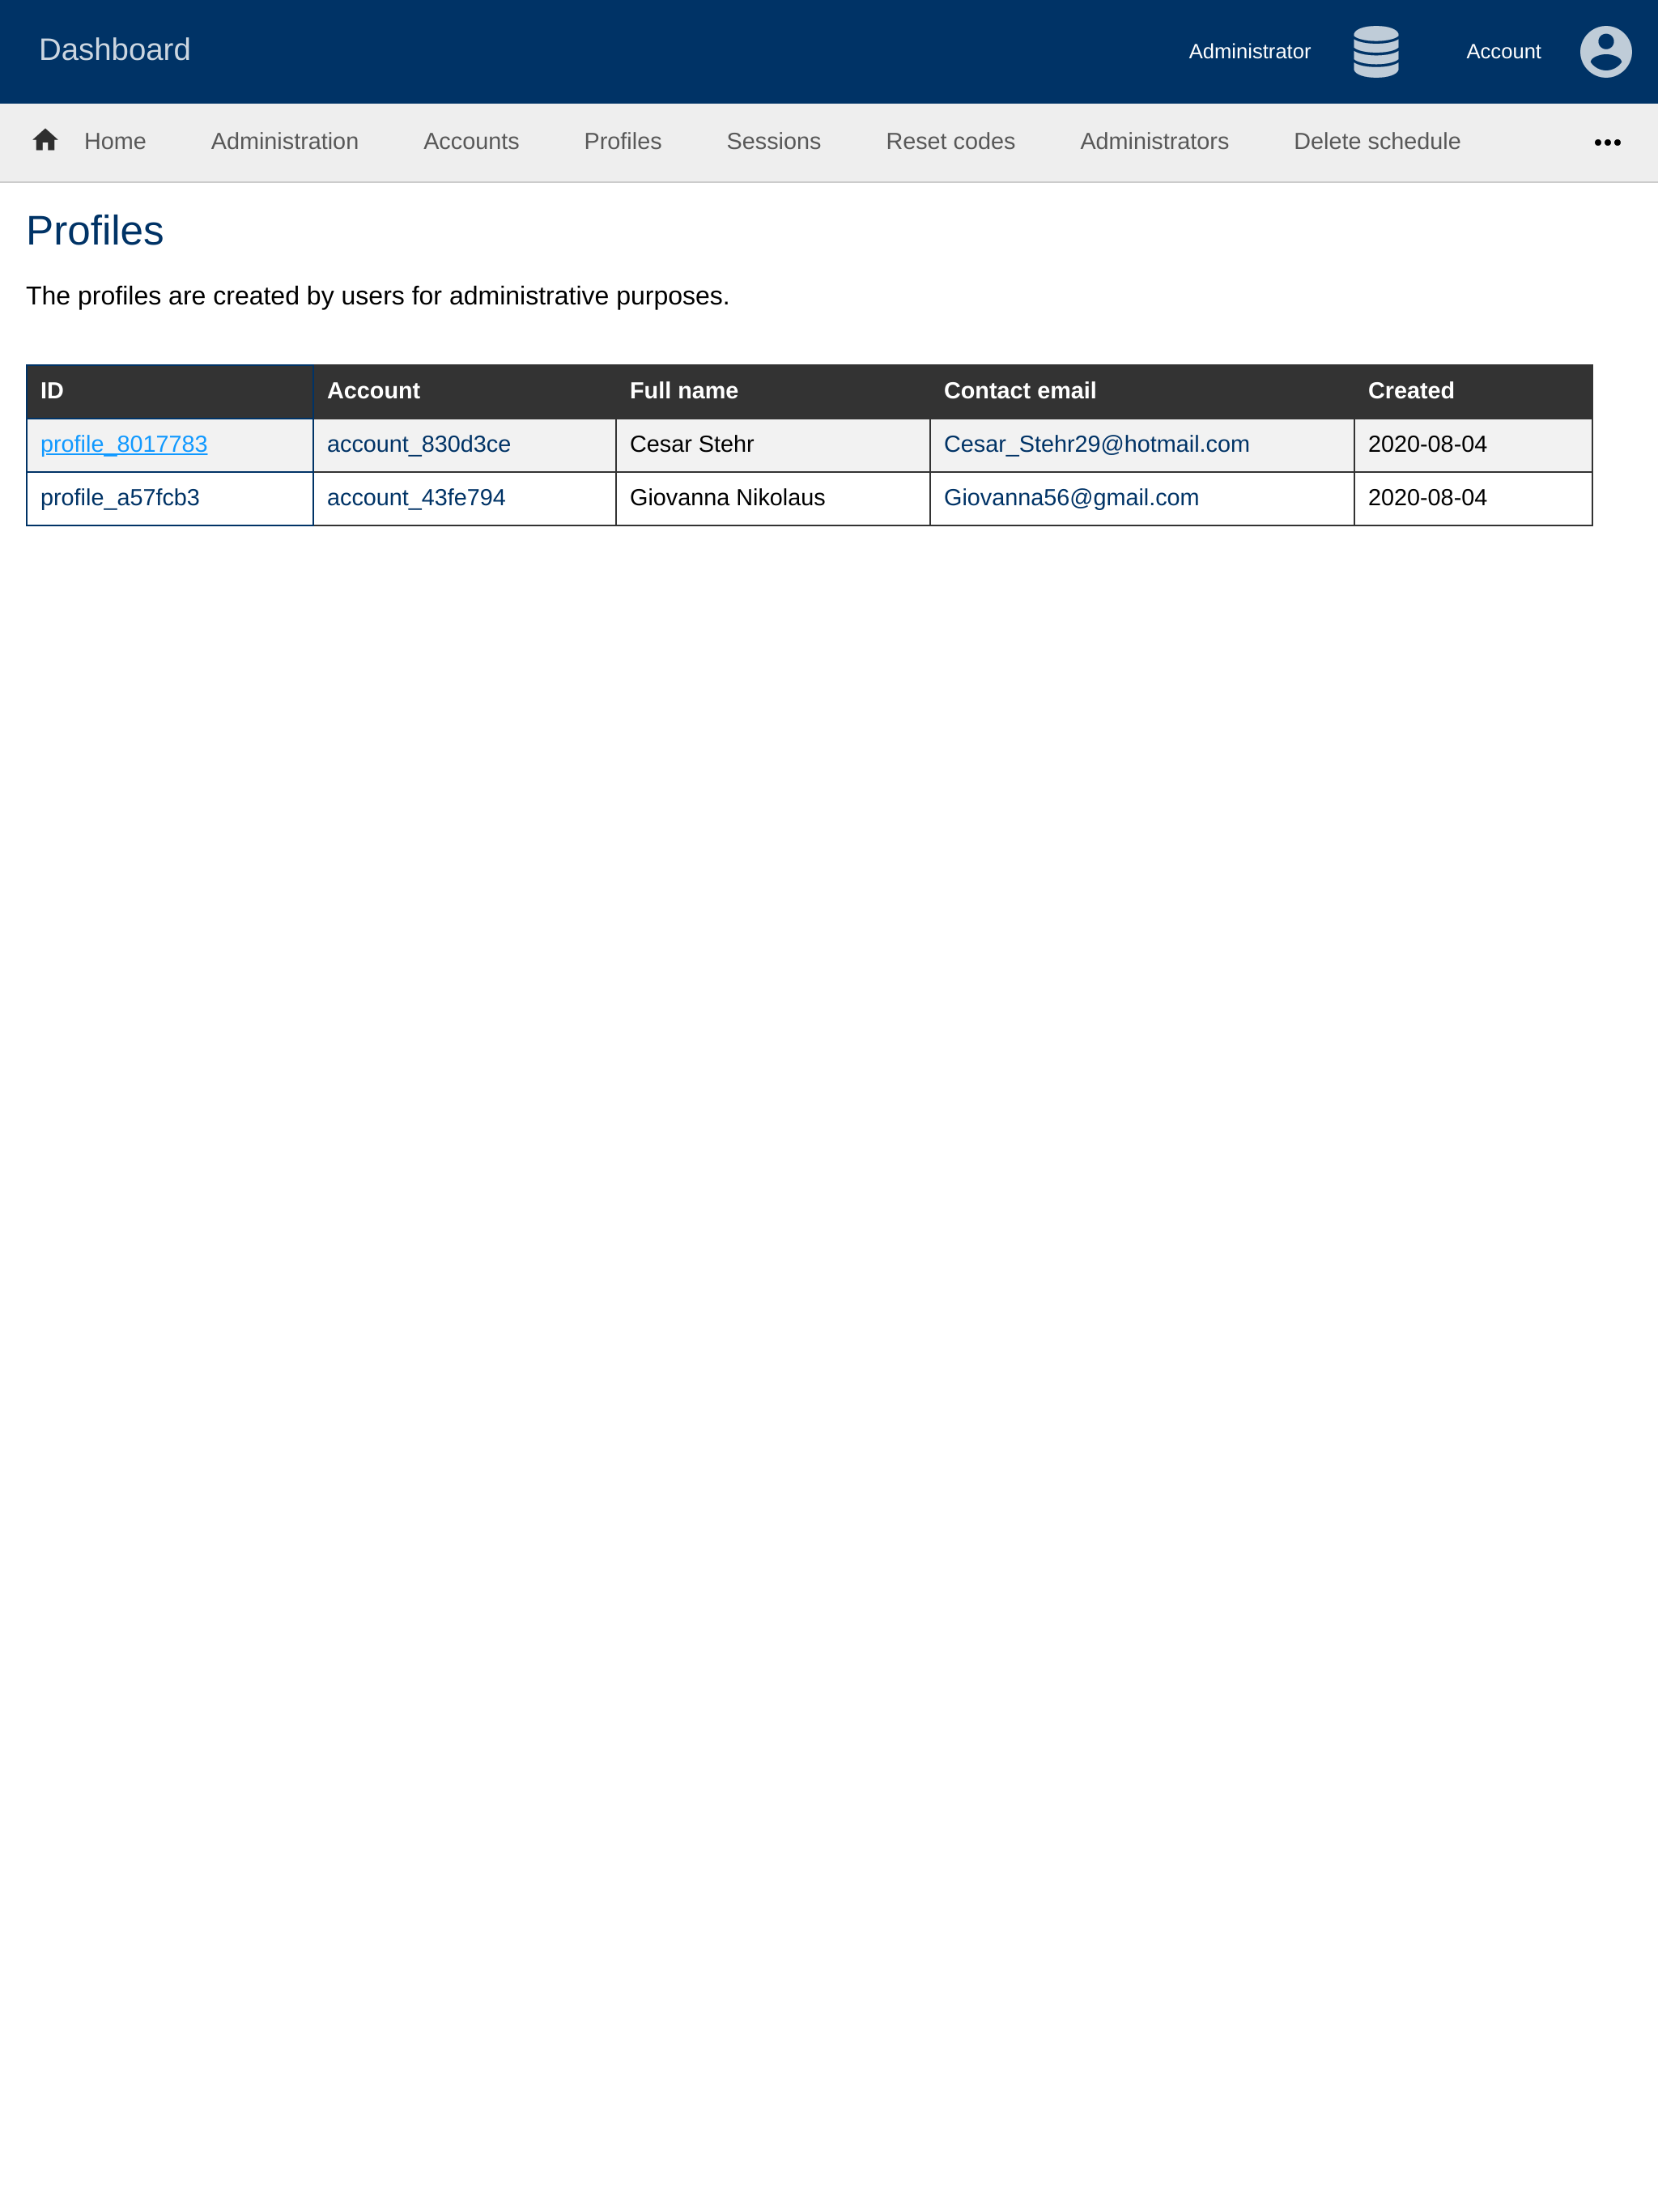 Dashboard Administrator Account
Home Administration Accounts Profiles Sessions Reset codes Administrators Delete schedule
Profiles
The profiles are created by users for administrative purposes.
ID Account Full name Contact email Created
profile_8017783 account_830d3ce Cesar Stehr Cesar_Stehr29@hotmail.com 2020-08-04
profile_a57fcb3 account_43fe794 Giovanna Nikolaus Giovanna56@gmail.com 2020-08-04